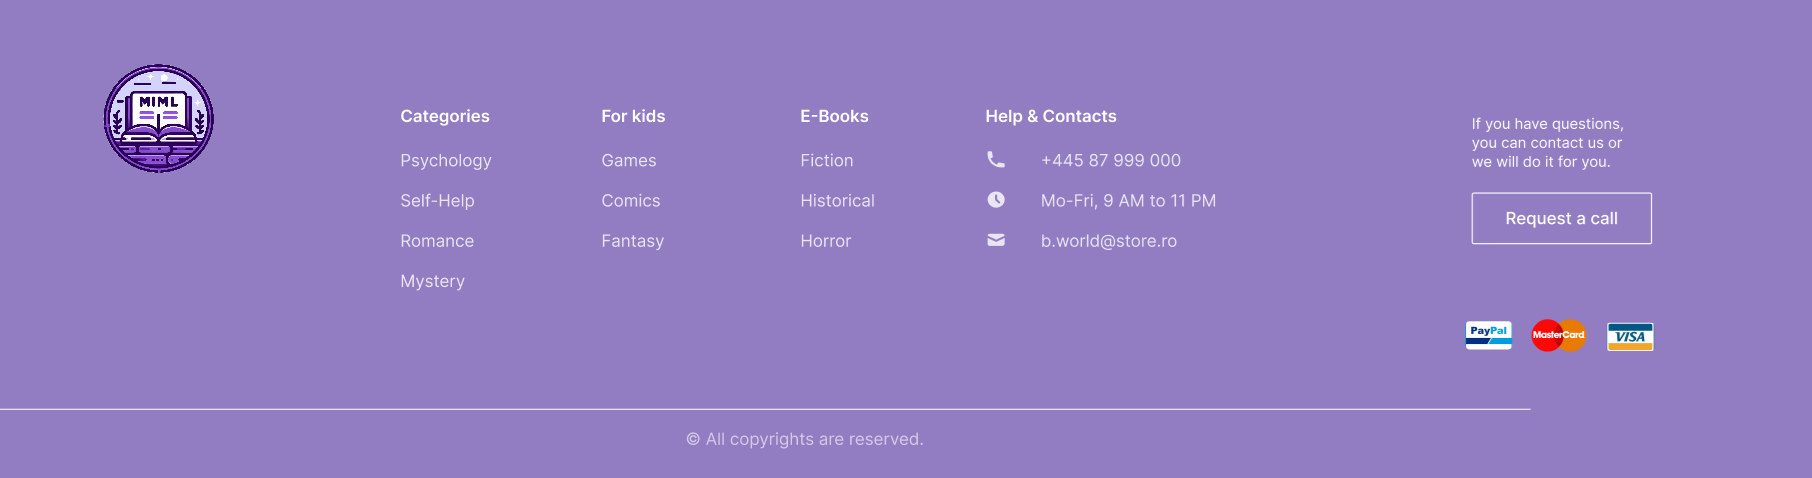 MIML
Categories
Psychology
Self-Help
Romance
Mystery
For kids
Games
Comics
Fantasy
E-Books
Fiction
Historical
Horror
Help & Contacts
+445 87 999 000
Mo-Fri, 9 AM to 11 PM
b.world@store.ro
If you have questions,
you can contact us or
we will do it for you.
Request a call
PayPal
MasterCard
VISA
© All copyrights are reserved.